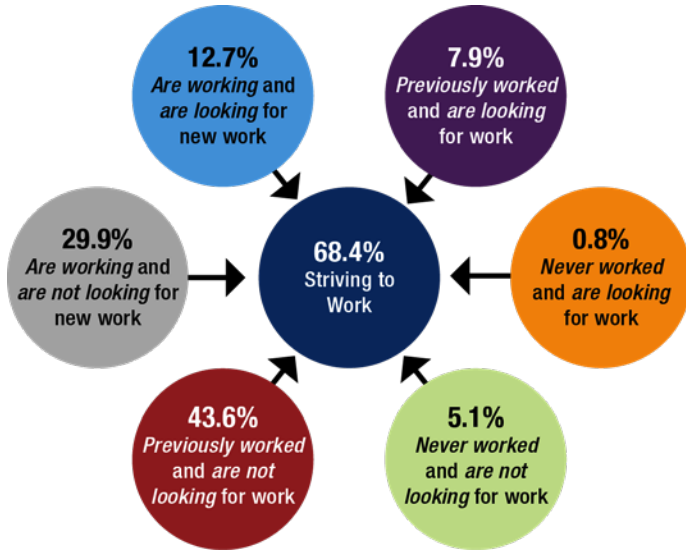 12.7%
Are working and
are looking for
new work
7.9%
Previously worked
and are looking
for work
29.9%
Are working and
are not looking for
new work
68.4%
Striving to
Work
0.8%
Never worked
and are looking
for work
43.6%
Previously worked
and are not
looking for work
5.1%
Never worked
and are not
looking for work